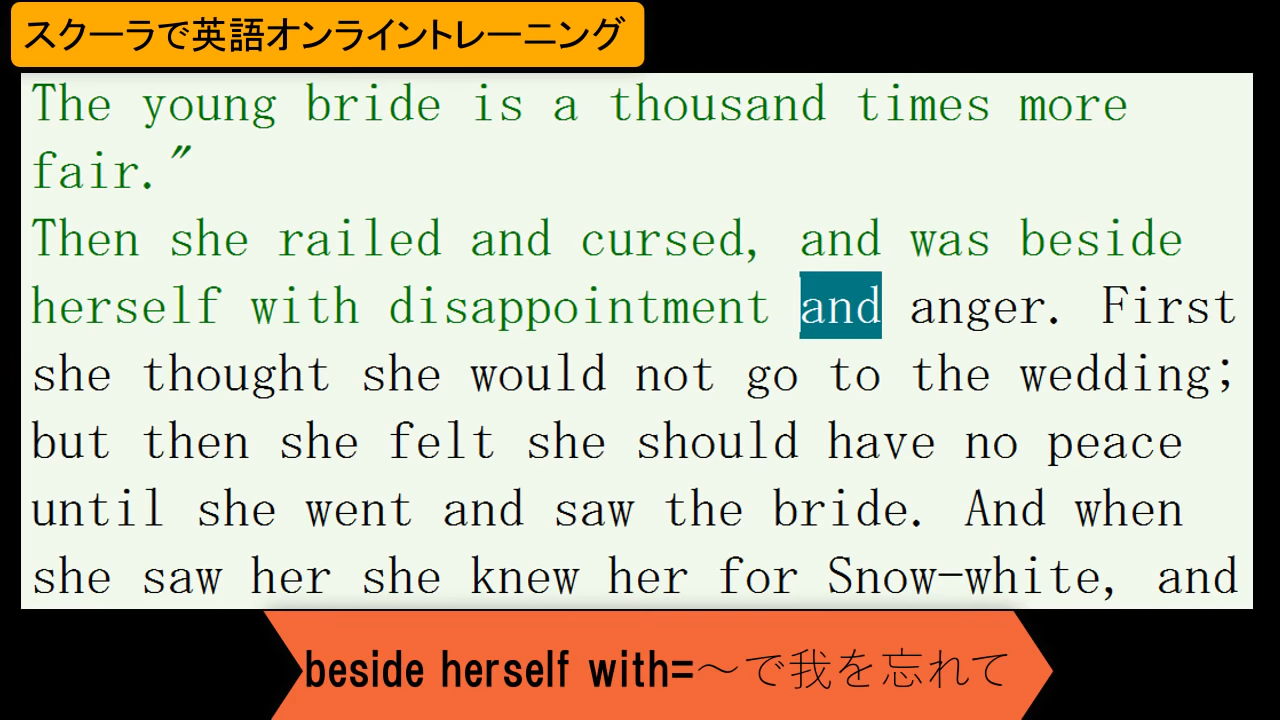 スクーラで英語オンライントレーニング
The young bride is a thousand times more
fair."
Then she railed and cursed, and was beside
herself with disappointment and anger. First
she thought she would not go to the wedding;
but then she felt she should have no peace
until she went and saw the bride. And when
she saw her she knew her for Snow-white, and
beside herself with=～で我を忘れて